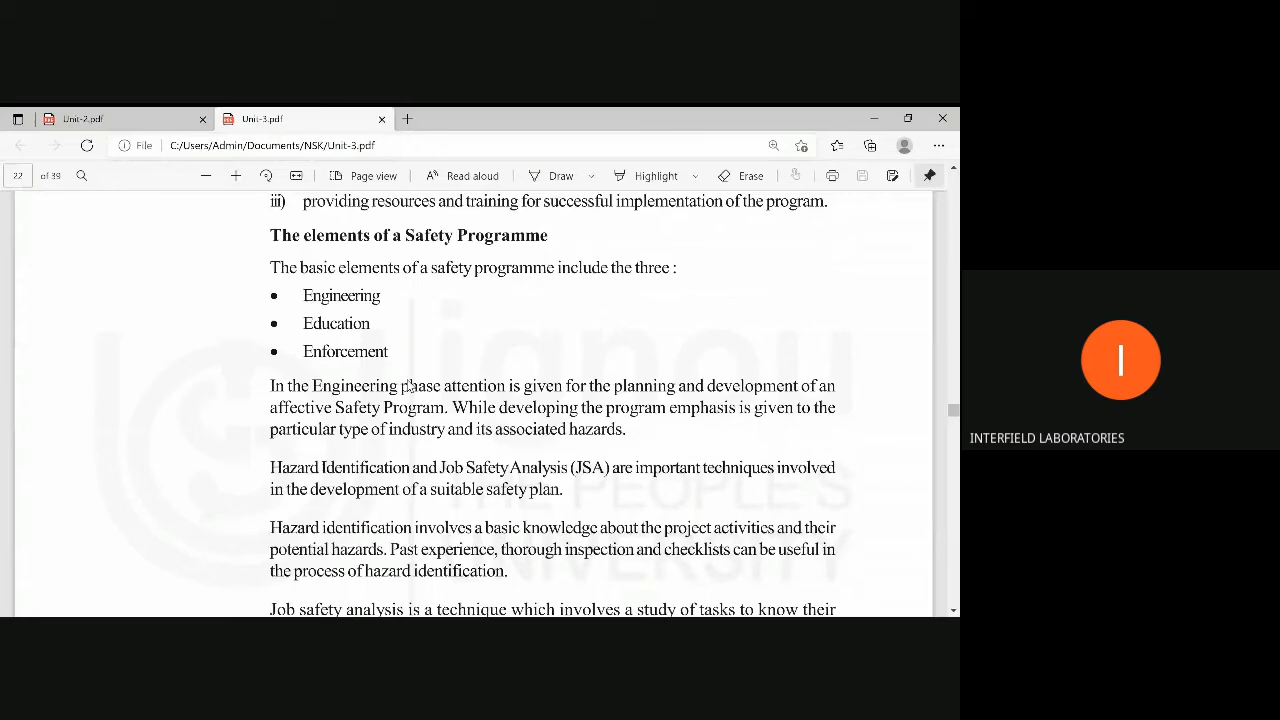 Unit-2.pdf
Unit-3.pdf
File C:/Users/Admin/Documents/NSK/Unit-3.pdf
22 of 39 Page view Read aloud Draw Highlight Erase
iii) providing resources and training for successful implementation of the program.
The elements of a Safety Programme
The basic elements of a safety programme include the three :
• Engineering
• Education
• Enforcement
In the Engineering phase attention is given for the planning and development of an
affective Safety Program. While developing the program emphasis is given to the
particular type of industry and its associated hazards.
Hazard Identification and Job Safety Analysis (JSA) are important techniques involved
in the development of a suitable safety plan.
Hazard identification involves a basic knowledge about the project activities and their
potential hazards. Past experience, thorough inspection and checklists can be useful in
the process of hazard identification.
Job safety analysis is a technique which involves a study of tasks to know their
ignou
THE PEOPLE'S
UNIVERSITY
I
INTERFIELD LABORATORIES